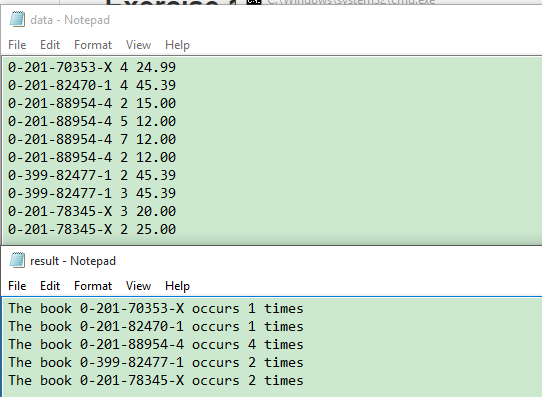 Exercise
C:\Windows\system32\cmd.exe
data - Notepad
File Edit Format View Help
0-201-70353-X 4 24.99
0-201-82470-1 4 45.39
0-201-88954-4 2 15.00
0-201-88954-4 5 12.00
0-201-88954-4 7 12.00
0-201-88954-4 2 12.00
0-399-82477-1 2 45.39
0-399-82477-1 3 45.39
0-201-78345-X 3 20.00
0-201-78345-X 2 25.00
result - Notepad
File Edit Format View Help
The book 0-201-70353-X occurs 1 times
The book 0-201-82470-1 occurs 1 times
The book 0-201-88954-4 occurs 4 times
The book 0-399-82477-1 occurs 2 times
The book 0-201-78345-X occurs 2 times